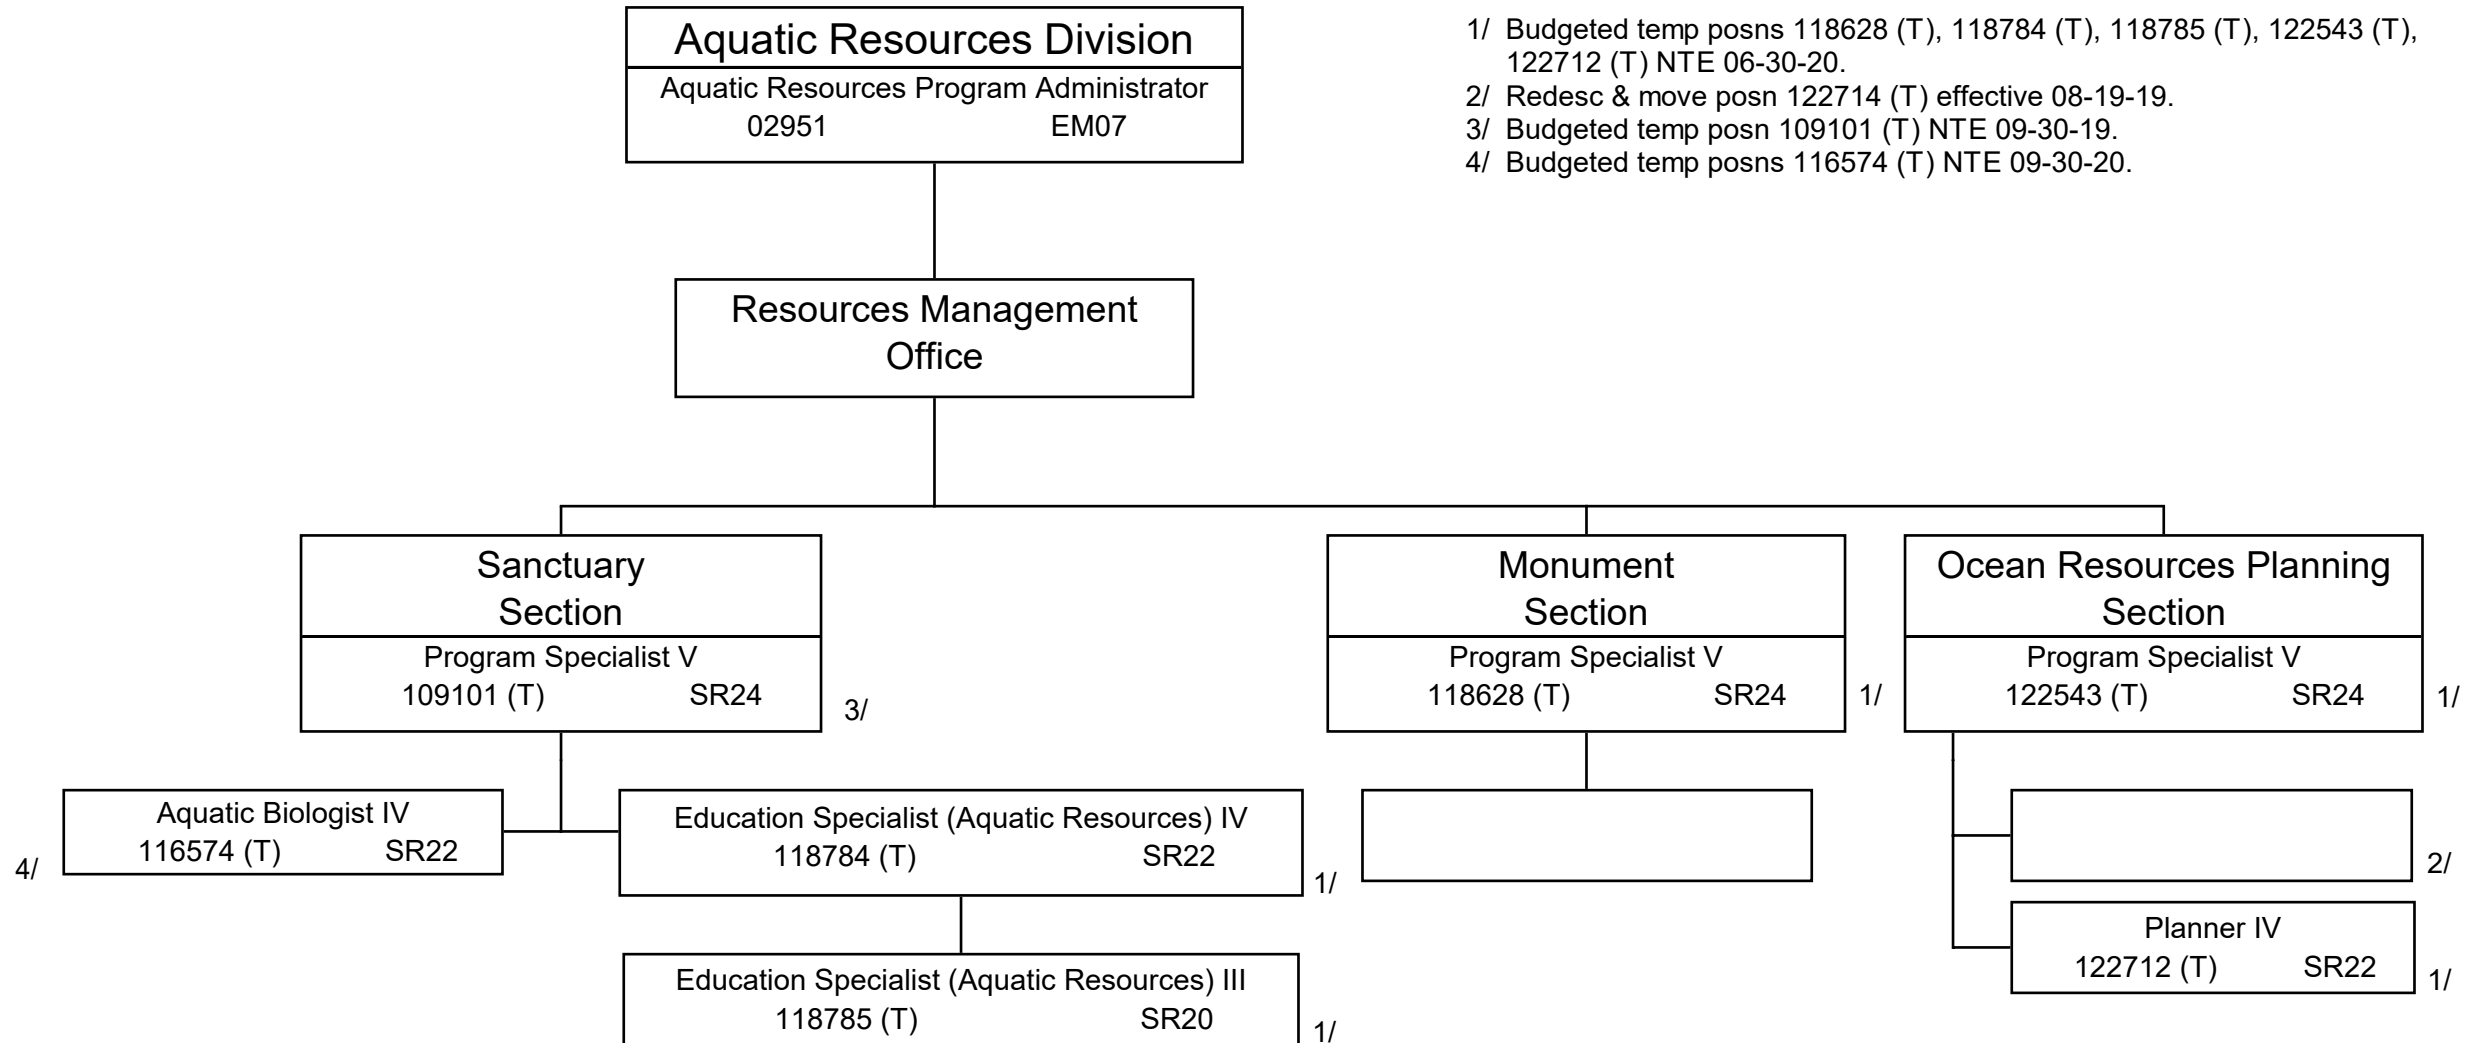 Aquatic Resources Division
Aquatic Resources Program Administrator
02951 EM07
1/ Budgeted temp posns 118628 (T), 118784 (T), 118785 (T), 122543 (T),
122712 (T) NTE 06-30-20.
2/ Redesc & move posn 122714 (T) effective 08-19-19.
3/ Budgeted temp posn 109101 (T) NTE 09-30-19.
4/ Budgeted temp posns 116574 (T) NTE 09-30-20.
Resources Management
Office
Sanctuary
Section
Program Specialist V
109101 (T) SR24
3/
Monument
Section
Program Specialist V
118628 (T) SR24
1/
Ocean Resources Planning
Section
Program Specialist V
122543 (T) SR24
1/
Aquatic Biologist IV
116574 (T) SR22
4/
Education Specialist (Aquatic Resources) IV
118784 (T) SR22
1/
2/
Education Specialist (Aquatic Resources) III
118785 (T) SR20
1/
Planner IV
122712 (T) SR22
1/